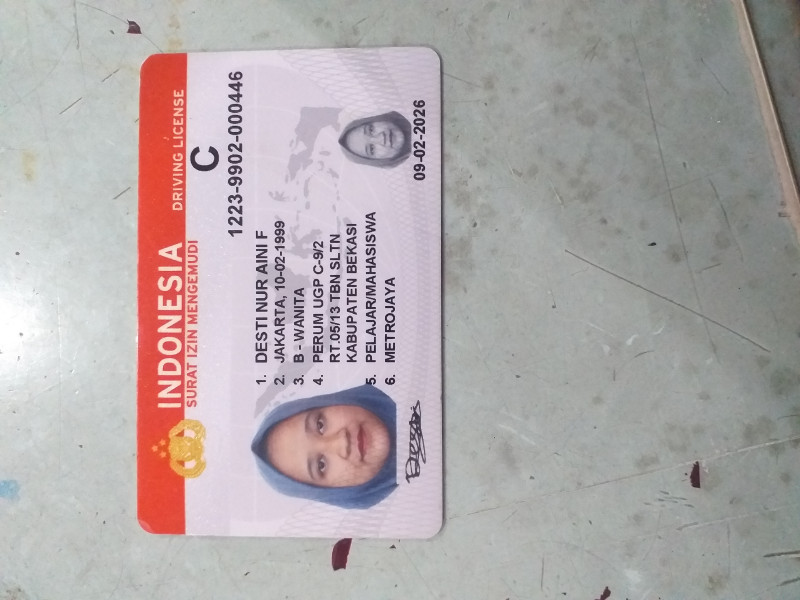 INDONESIA
DRIVING LICENSE
SURAT IZIN MENGEMUDI
C
1223-9902-000446
1. DESTI NUR AINI F
2. JAKARTA, 10-02-1999
3. B - WANITA
4. PERUM UGP C-9/2
RT.05/13 TBN SLTN
KABUPATEN BEKASI
5. PELAJAR/MAHASISWA
6. METROJAYA
09-02-2026